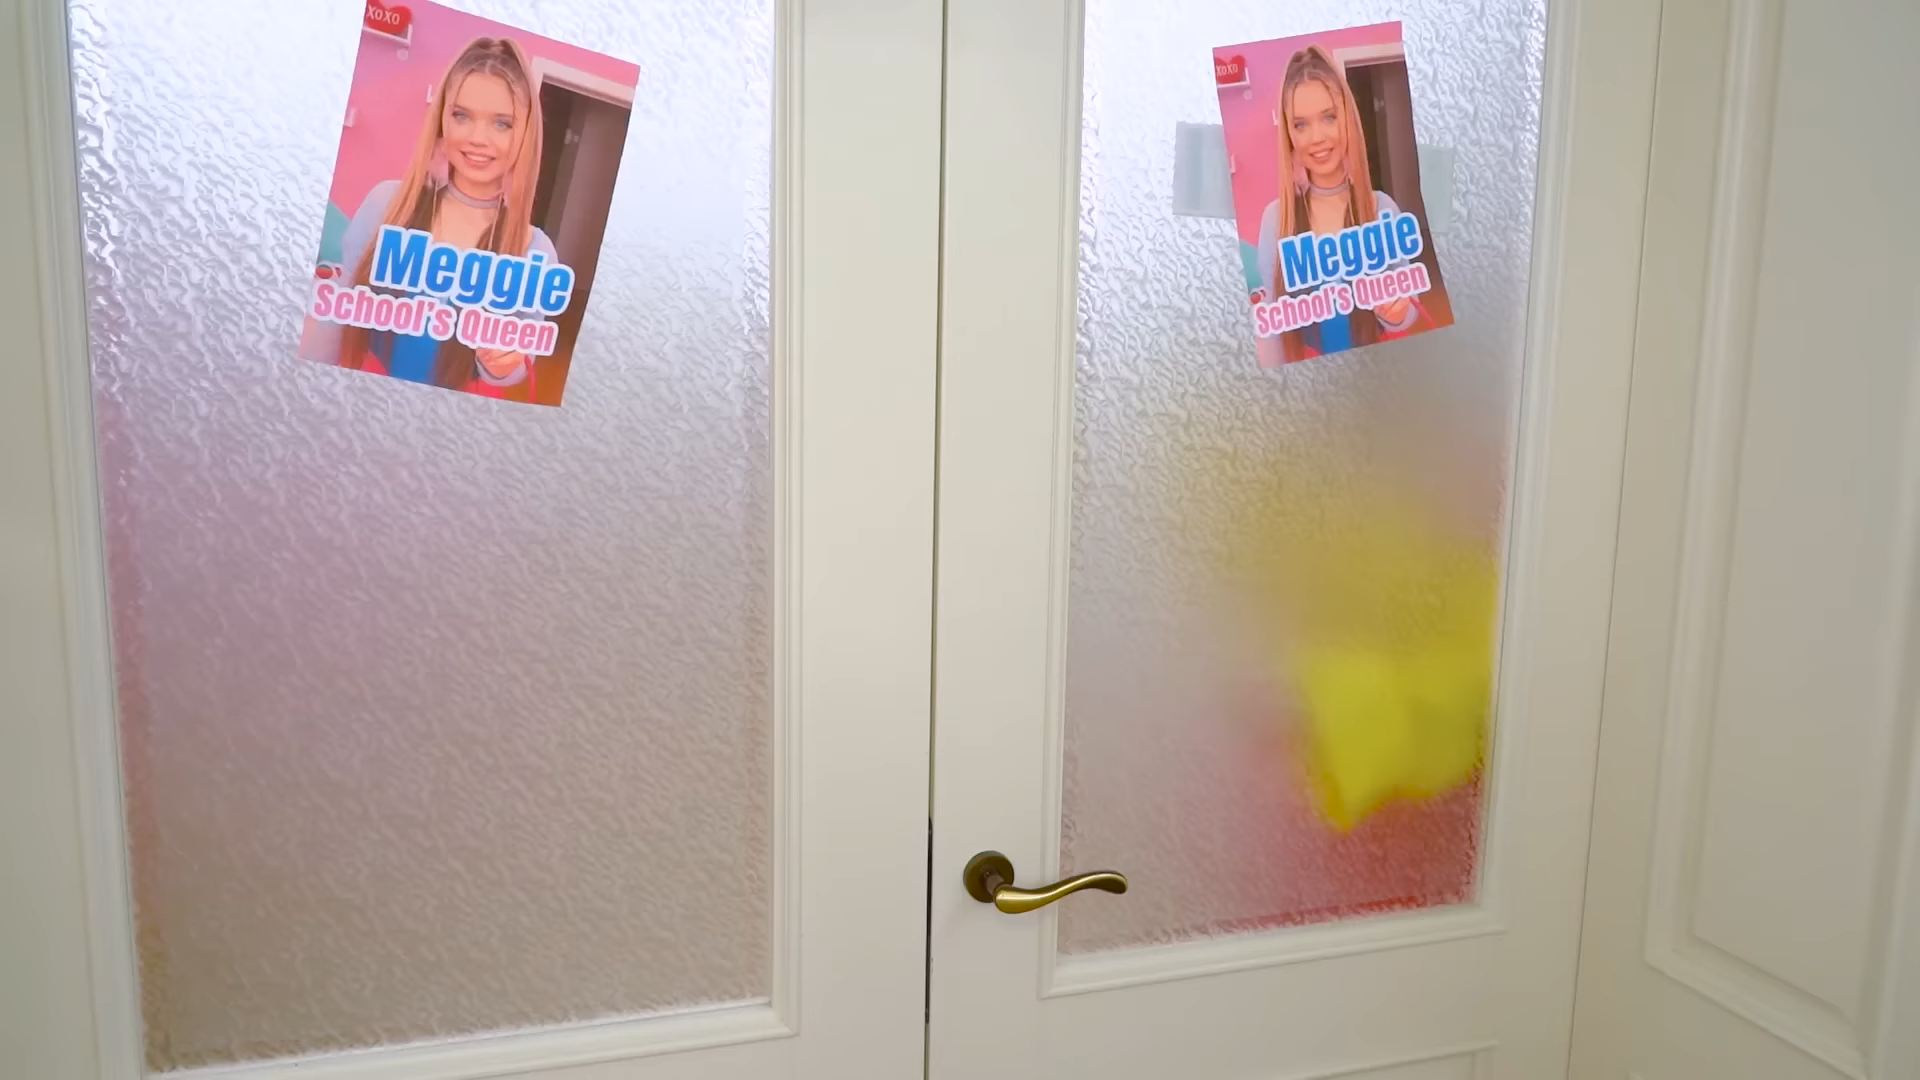 XOXO
Meggie
School's Queen
XOXO
Meggie
School's Queen